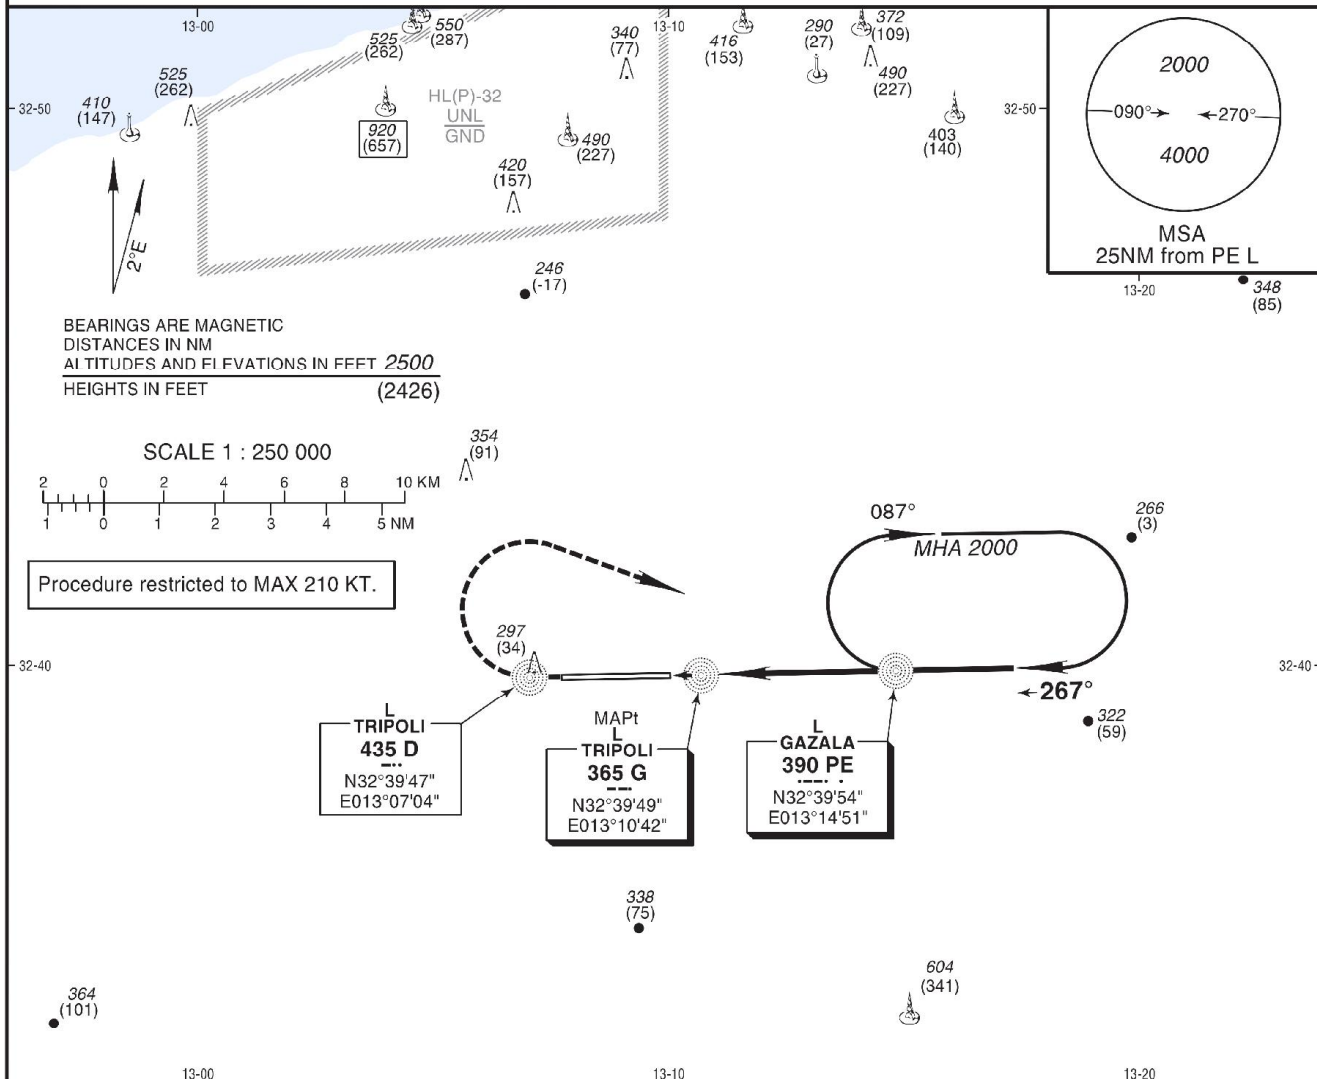 13-00
550
(287)
525
(262)
340
(77)
13-10
416
(153)
290
(27)
372
(109)
490
(227)
525
(262)
410
(147)
32-50
920
(657)
HL(P)-32
UNL
GND
490
(227)
420
(157)
32-50
403
(140)
2000
090°
270°
4000
MSA
25NM from PE L
13-20
348
(85)
2°E
246
(-17)
BEARINGS ARE MAGNETIC
DISTANCES IN NM
ALTITUDES AND ELEVATIONS IN FEET 2500
HEIGHTS IN FEET (2426)
SCALE 1 : 250 000
2 0 2 4 6 8 10 KM
1 0 1 2 3 4 5 NM
354
(91)
Procedure restricted to MAX 210 KT.
087°
MHA 2000
266
(3)
297
(34)
32-40
32-40
267°
322
(59)
L
TRIPOLI
435 D
N32°39'47"
E013°07'04"
MAPt
L
TRIPOLI
365 G
N32°39'49"
E013°10'42"
L
GAZALA
390 PE
N32°39'54"
E013°14'51"
338
(75)
604
(341)
364
(101)
13-00
13-10
13-20